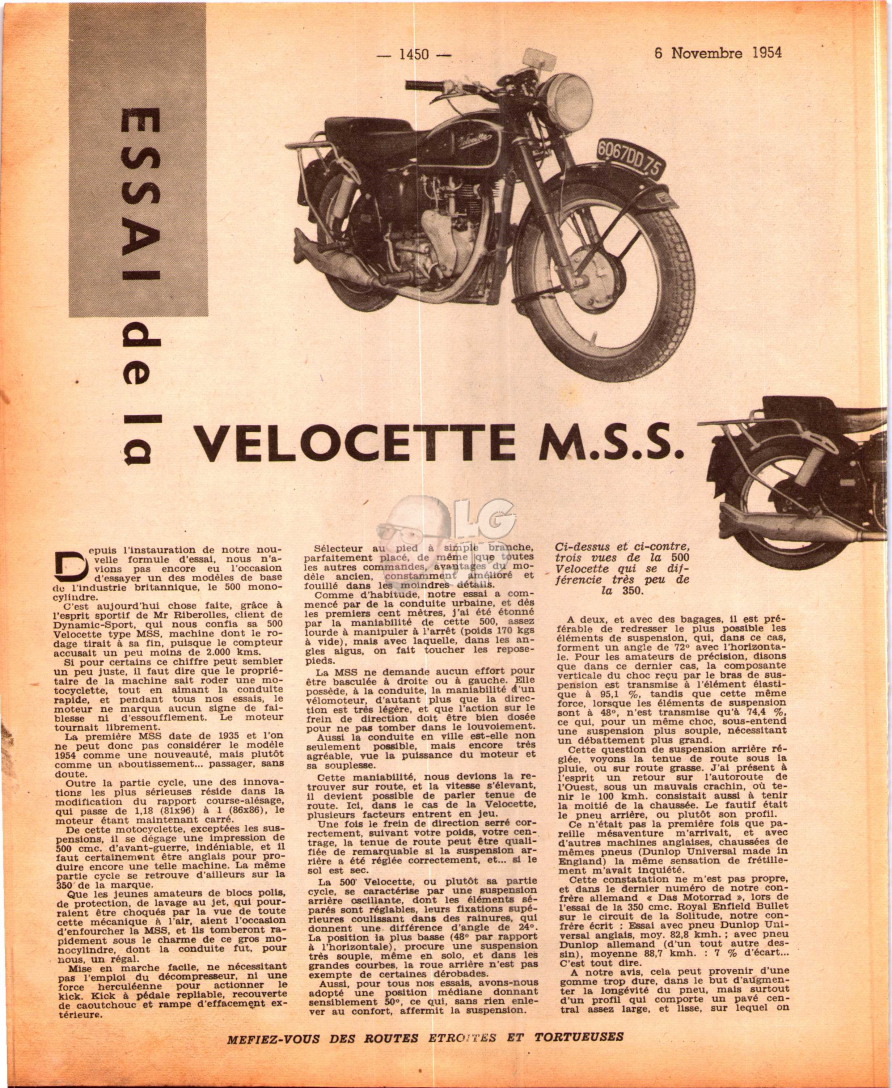 — 1450 —
6 Novembre 1954
ESSAI de la
6067DD75
VELOCETTE M.S.S.
LG
Depuis l'instauration de notre nou-
velle formule d'essai, nous n'a-
vions pas encore eu l'occasion
d'essayer un des modèles de base
de l'industrie britannique, le 500 mono-
cylindre.
C'est aujourd'hui chose faite, grâce à
l'esprit sportif de Mr Riberolles, client de
Dynamic-Sport, qui nous confis sa 500
Velocette type MSS, machine dont le ro-
dage tirait à sa fin, puisque le compteur
accusait un peu moins de 2.000 kms.
Si pour certains ce chiffre peut sembler
un peu juste, il faut dire que le proprié-
taire de la machine sait roder une mo-
tocyclette, tout en aimant la conduite
rapide, et pendant tous nos essais, le
moteur ne marqua aucun signe de fai-
blesse ni d'essoufflement. Le moteur
tournait librement.
La première MSS date de 1935 et l'on
ne peut donc pas considérer le modèle
1954 comme une nouveauté, mais plutôt
comme un aboutissement... passager, sans
doute.
Outre la partie cycle, une des innova-
tions les plus sérieuses réside dans la
modification du rapport course-alésage,
qui passe de 1,18 (81x96) à 1 (86x86), le
moteur étant maintenant carré.
De cette motocyclette, exceptées les sus-
pensions, il se dégage une impression de
500 cmc. d'avant-guerre, indéniable, et il
faut certainement être anglais pour pro-
duire encore une telle machine. La même
partie cycle se retrouve d'ailleurs sur la
350 de la marque.
Que les jeunes amateurs de blocs polis,
de protection, de lavage au jet, qui pour-
raient être choqués par la vue de toute
cette mécanique à l'air, aient l'occasion
d'enfourcher la MSS, et ils tomberont ra-
pidement sous le charme de ce gros mo-
nocylindre, dont la conduite fut, pour
nous, un régal.
Mise en marche facile, ne nécessitant
pas l'emploi du décompresseur, ni une
force herculéenne pour actionner le
kick. Kick à pédale repliable, recouverte
de caoutchouc et rampe d'effacement ex-
térieure.
Sélecteur au pied à simple branche,
parfaitement placé, de même que toutes
les autres commandes, avantages du mo-
dèle ancien, constamment amélioré et
fouillé dans les moindres détails.
Comme d'habitude, notre essai a com-
mencé par de la conduite urbaine, et dès
les premiers cent mètres, j'ai été étonné
par la maniabilité de cette 500, assez
lourde à manipuler à l'arrêt (poids 170 kgs
à vide), mais avec laquelle, dans les an-
gles aigus, on fait toucher les repose-
pieds.
La MSS ne demande aucun effort pour
être basculée à droite ou à gauche. Elle
possède, à la conduite, la maniabilité d'un
vélomoteur, d'autant plus que la direc-
tion est très légère, et que l'action sur le
frein de direction doit être bien dosée
pour ne pas tomber dans le louvoiement.
Aussi la conduite en ville est-elle non
seulement possible, mais encore très
agréable, vue la puissance du moteur et
sa souplesse.
Cette maniabilité, nous devions la re-
trouver sur route, et la vitesse s'élevant,
il devient possible de parler tenue de
route. Ici, dans le cas de la Velocette,
plusieurs facteurs entrent en jeu.
Une fois le frein de direction serré cor-
rectement, suivant votre poids, votre cen-
trage, la tenue de route peut être quali-
fiée de remarquable si la suspension ar-
rière a été réglée correctement, et... si le
sol est sec.
La 500 Velocette, ou plutôt sa partie
cycle, se caractérise par une suspension
arrière oscillante, dont les éléments sé-
parés sont réglables, leurs fixations supé-
rieures coulissant dans des rainures, qui
donnent une différence d'angle de 24°.
La position la plus basse (48° par rapport
à l'horizontale), procure une suspension
très souple, même en solo, et dans les
grandes courbes, la roue arrière n'est pas
exempte de certaines dérobades.
Aussi, pour tous nos essais, avons-nous
adopté une position médiane donnant
sensiblement 50°, ce qui, sans rien enle-
ver au confort, affermit la suspension.
Ci-dessus et ci-contre,
trois vues de la 500
Velocette qui se dif-
férencie très peu de
la 350.
A deux, et avec des bagages, il est pré-
férable de redresser le plus possible les
éléments de suspension, qui, dans ce cas,
forment un angle de 72° avec l'horizonta-
le. Pour les amateurs de précision, disons
que dans ce dernier cas, la composante
verticale du choc reçu par le bras de sus-
pension est transmise à l'élément élasti-
que à 95,1 %, tandis que cette même
force, lorsque les éléments de suspension
sont à 48°, n'est transmise qu'à 74,4 %,
ce qui, pour un même choc, sous-entend
une suspension plus souple, nécessitant
un débattement plus grand.
Cette question de suspension arrière ré-
glée, voyons la tenue de route sous la
pluie, ou sur route grasse. J'ai présent à
l'esprit un retour sur l'autoroute de
l'Ouest, sous un mauvais crachin, où te-
nir le 100 kmh. consistait aussi à tenir
la moitié de la chaussée. Le fautif était
le pneu arrière, ou plutôt son profil.
Ce n'était pas la première fois que pa-
reille mésaventure m'arrivait, et avec
d'autres machines anglaises, chaussées de
mêmes pneus (Dunlop Universal made in
England) la même sensation de frétille-
ment m'avait inquiété.
Cette constatation ne m'est pas propre,
et dans le dernier numéro de notre con-
frère allemand « Das Motorrad », lors de
l'essai de la 350 cmc. Royal Enfield Bullet
sur le circuit de la Solitude, notre con-
frère écrit : Essai avec pneu Dunlop Uni-
versal anglais, moy. 82,8 kmh. ; avec pneu
Dunlop allemand (d'un tout autre des-
sin), moyenne 88,7 kmh. : 7 % d'écart...
C'est tout dire.
A notre avis, cela peut provenir d'une
gomme trop dure, dans le but d'augmen-
ter la longévité du pneu, mais surtout
d'un profil qui comporte un pavé cen-
tral assez large, et lisse, sur lequel on
MEFIEZ-VOUS DES ROUTES ETROITES ET TORTUEUSES